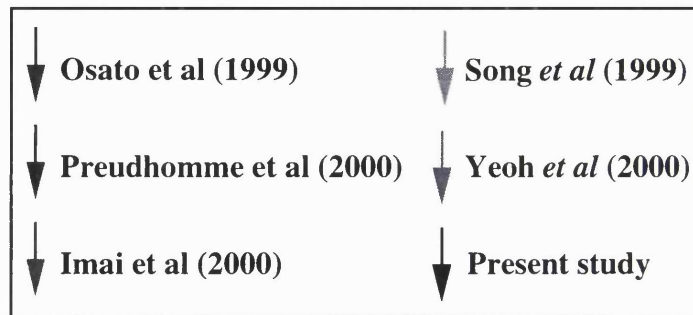 Osato et al (1999)
Song et al (1999)
Preudhomme et al (2000)
Yeoh et al (2000)
Imai et al (2000)
Present study